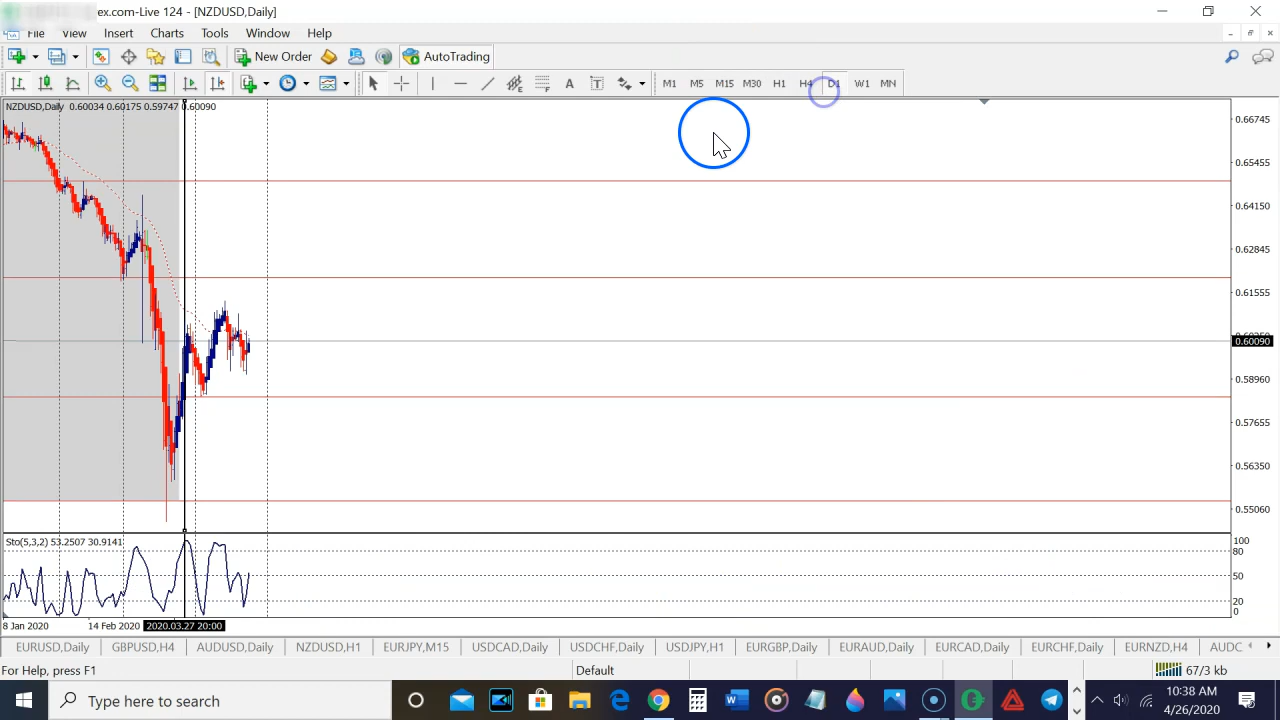 ex.com-Live 124 - [NZDUSD,Daily]
File View Insert Charts Tools Window Help
New Order AutoTrading
A T M1 M5 M15 M30 H1 H4 D1 W1 MN
NZDUSD,Daily 0.60034 0.60175 0.59747 0.60090
0.66745
0.65455
0.64150
0.62845
0.61555
0.60090
0.58960
0.57655
0.56350
0.55060
Sto(5,3,2) 53.2507 30.9141
100
80
50
20
0
8 Jan 2020 14 Feb 2020 2020.03.27 20:00
EURUSD,Daily GBPUSD,H4 AUDUSD,Daily NZDUSD,H1 EURJPY,M15 USDCAD,Daily USDCHF,Daily USDJPY,H1 EURGBP,Daily EURAUD,Daily EURCAD,Daily EURCHF,Daily EURNZD,H4 AUDC
For Help, press F1 Default 67/3 kb
Type here to search
10:38 AM
4/26/2020